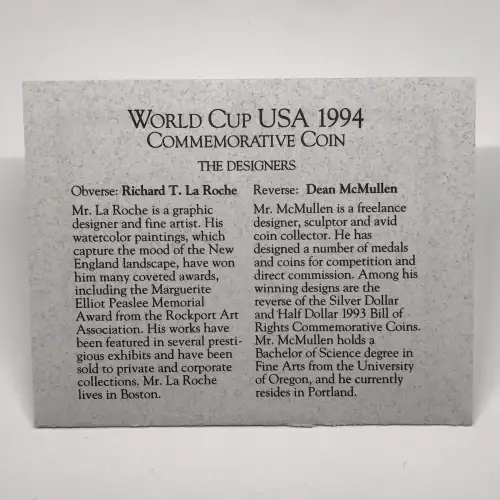 WORLD CUP USA 1994
COMMEMORATIVE COIN
THE DESIGNERS
Obverse: Richard T. La Roche
Mr. La Roche is a graphic
designer and fine artist. His
watercolor paintings, which
capture the mood of the New
England landscape, have won
him many coveted awards,
including the Marguerite
Elliot Peaslee Memorial
Award from the Rockport Art
Association. His works have
been featured in several presti-
gious exhibits and have been
sold to private and corporate
collections. Mr. La Roche
lives in Boston.
Reverse: Dean McMullen
Mr. McMullen is a freelance
designer, sculptor and avid
coin collector. He has
designed a number of medals
and coins for competition and
direct commission. Among his
winning designs are the
reverse of the Silver Dollar
and Half Dollar 1993 Bill of
Rights Commemorative Coins.
Mr. McMullen holds a
Bachelor of Science degree in
Fine Arts from the University
of Oregon, and he currently
resides in Portland.